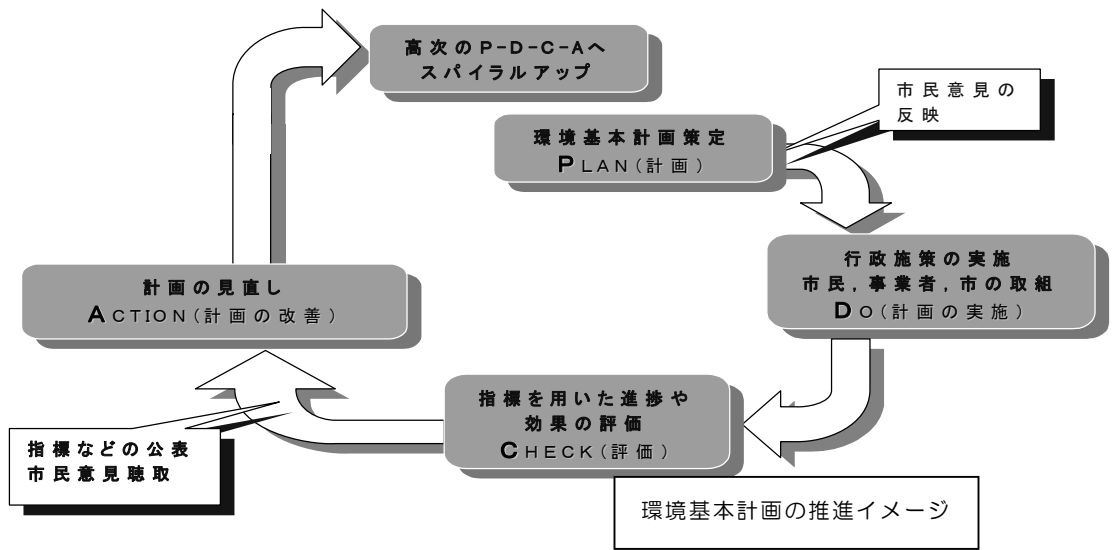 高次のP-D-C-Aへ
スパイラルアップ
市民意見の
反映
環境基本計画策定
PLAN(計画)
行政施策の実施
市民,事業者,市の取組
DO(計画の実施)
計画の見直し
ACTION(計画の改善)
指標を用いた進捗や
効果の評価
CHECK(評価)
指標などの公表
市民意見聴取
環境基本計画の推進イメージ